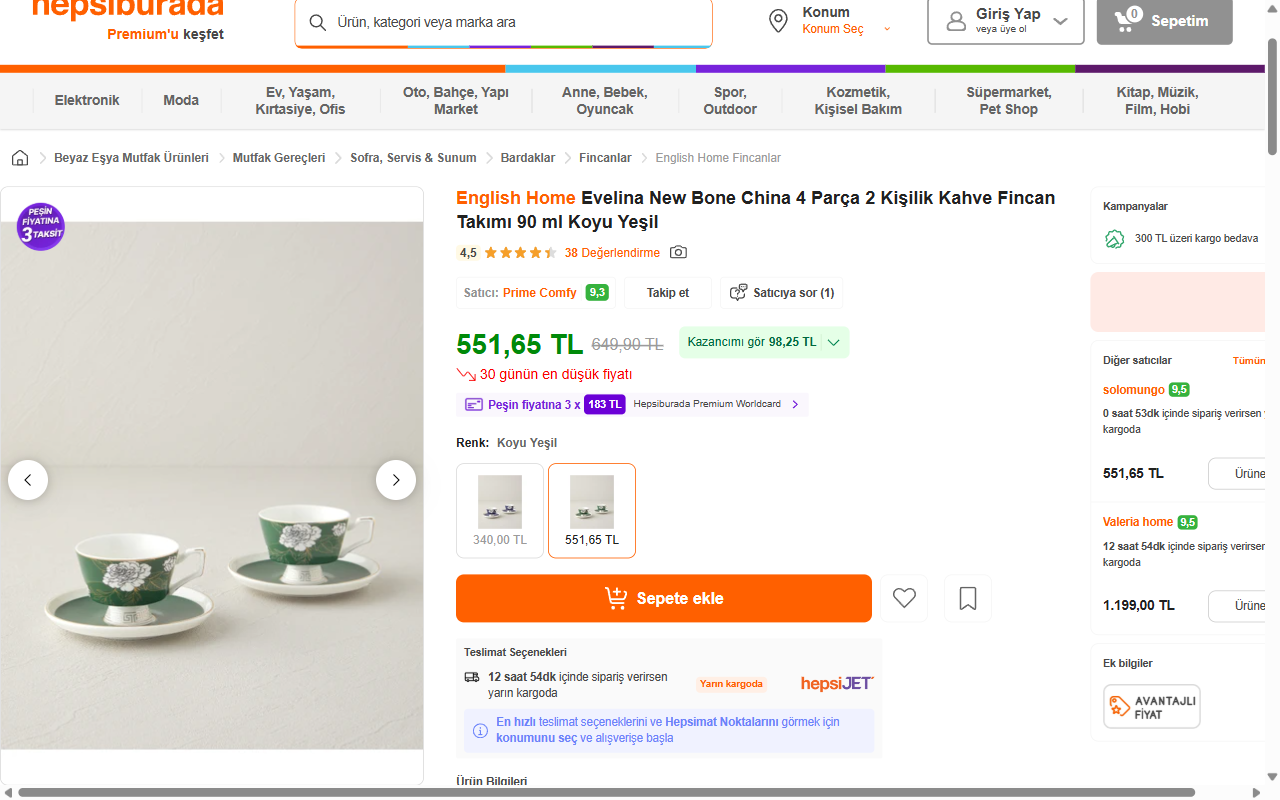 hepsiburada
Premium'u keşfet
Ürün, kategori veya marka ara
Konum
Konum Seç
Giriş Yap
veya üye ol
0
Sepetim
Elektronik
Moda
Ev, Yaşam,
Kırtasiye, Ofis
Oto, Bahçe, Yapı
Market
Anne, Bebek,
Oyuncak
Spor,
Outdoor
Kozmetik,
Kişisel Bakım
Süpermarket,
Pet Shop
Kitap, Müzik,
Film, Hobi
Beyaz Eşya Mutfak Ürünleri
Mutfak Gereçleri
Sofra, Servis & Sunum
Bardaklar
Fincanlar
English Home Fincanlar
PEŞİN
FİYATINA
3 TAKSİT
English Home Evelina New Bone China 4 Parça 2 Kişilik Kahve Fincan
Takımı 90 ml Koyu Yeşil
4,5
38 Değerlendirme
Satıcı: Prime Comfy 9,3
Takip et
Satıcıya sor (1)
551,65 TL 649,90 TL
Kazancımı gör 98,25 TL
30 günün en düşük fiyatı
Peşin fiyatına 3 x 183 TL Hepsiburada Premium Worldcard
Renk: Koyu Yeşil
340,00 TL
551,65 TL
Sepete ekle
Teslimat Seçenekleri
12 saat 54dk içinde sipariş verirsen
yarın kargoda
Yarın kargoda
hepsiJET
En hızlı teslimat seçeneklerini ve Hepsimat Noktalarını görmek için
konumunu seç ve alışverişe başla
Ürün Bilgileri
Kampanyalar
300 TL üzeri kargo bedava
Diğer satıcılar
Tümün
solomungo 9,5
0 saat 53dk içinde sipariş verirsen
kargoda
551,65 TL
Ürüne
Valeria home 9,5
12 saat 54dk içinde sipariş verirsen
kargoda
1.199,00 TL
Ürüne
Ek bilgiler
AVANTAJLI
FİYAT